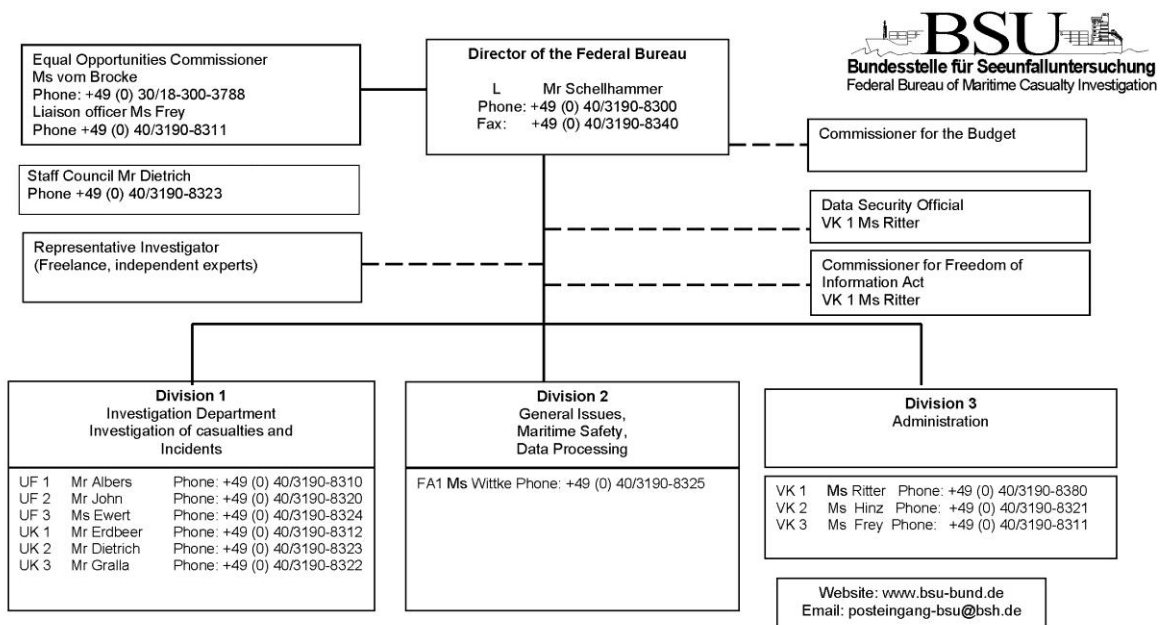 BSU
Bundesstelle für Seeunfalluntersuchung
Federal Bureau of Maritime Casualty Investigation
Equal Opportunities Commissioner
Ms vom Brocke
Phone: +49 (0) 30/18-300-3788
Liaison officer Ms Frey
Phone +49 (0) 40/3190-8311
Director of the Federal Bureau
L Mr Schellhammer
Phone: +49 (0) 40/3190-8300
Fax: +49 (0) 40/3190-8340
Commissioner for the Budget
Staff Council Mr Dietrich
Phone +49 (0) 40/3190-8323
Data Security Official
VK 1 Ms Ritter
Representative Investigator
(Freelance, independent experts)
Commissioner for Freedom of
Information Act
VK 1 Ms Ritter
Division 1
Investigation Department
Investigation of casualties and
Incidents
UF 1 Mr Albers Phone: +49 (0) 40/3190-8310
UF 2 Mr John Phone: +49 (0) 40/3190-8320
UF 3 Ms Ewert Phone: +49 (0) 40/3190-8324
UK 1 Mr Erdbeer Phone: +49 (0) 40/3190-8312
UK 2 Mr Dietrich Phone: +49 (0) 40/3190-8323
UK 3 Mr Gralla Phone: +49 (0) 40/3190-8322
Division 2
General Issues,
Maritime Safety,
Data Processing
FA1 Ms Wittke Phone: +49 (0) 40/3190-8325
Division 3
Administration
VK 1 Ms Ritter Phone: +49 (0) 40/3190-8380
VK 2 Ms Hinz Phone: +49 (0) 40/3190-8321
VK 3 Ms Frey Phone: +49 (0) 40/3190-8311
Website: www.bsu-bund.de
Email: posteingang-bsu@bsh.de